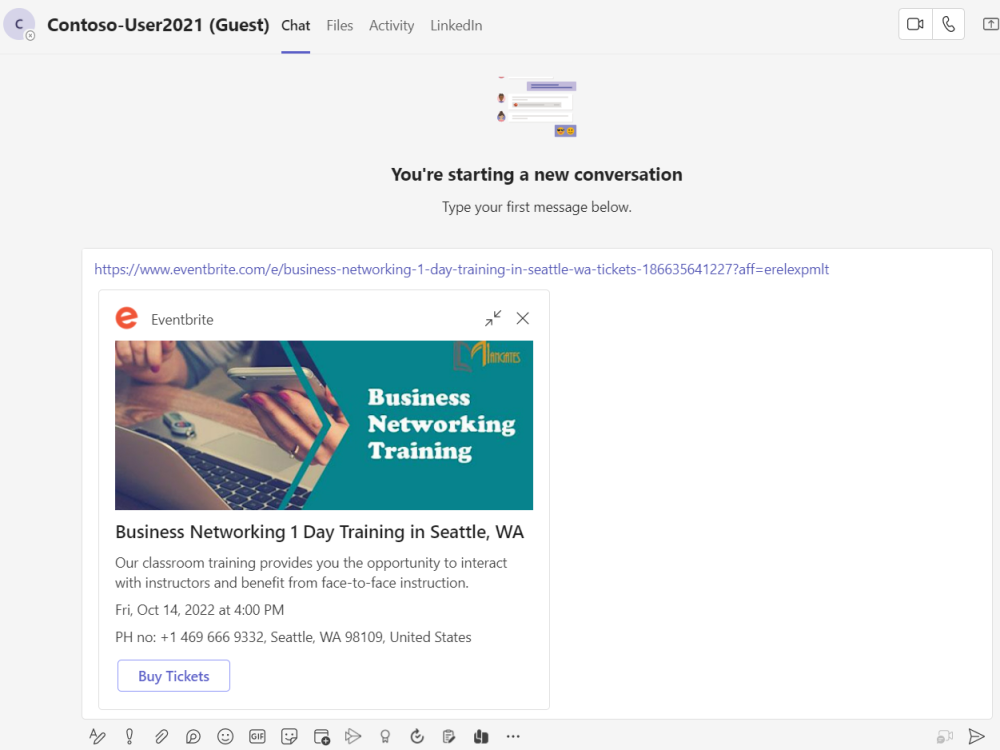 C
Contoso-User2021 (Guest) Chat Files Activity LinkedIn
You're starting a new conversation
Type your first message below.
https://www.eventbrite.com/e/business-networking-1-day-training-in-seattle-wa-tickets-186635641227?aff=erelexpmlt
e Eventbrite
MANGATES
Business
Networking
Training
Business Networking 1 Day Training in Seattle, WA
Our classroom training provides you the opportunity to interact
with instructors and benefit from face-to-face instruction.
Fri, Oct 14, 2022 at 4:00 PM
PH no: +1 469 666 9332, Seattle, WA 98109, United States
Buy Tickets
GIF